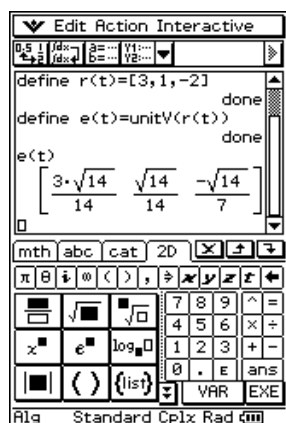 Edit Action Interactive
define r(t)=[3,1,-2]
done
define e(t)=unitV(r(t))
done
e(t)
[3·√14/14 √14/14 -√14/7]
mth abc cat 2D
π θ i ∞ ( ) , ⇒ x y z t ←
√■ ■√□ 7 8 9 ^ =
4 5 6 × ÷
x■ e■ log■□ 1 2 3 + -
|■| ( ) {list} 0 . E ans
VAR EXE
Alg Standard Cplx Rad